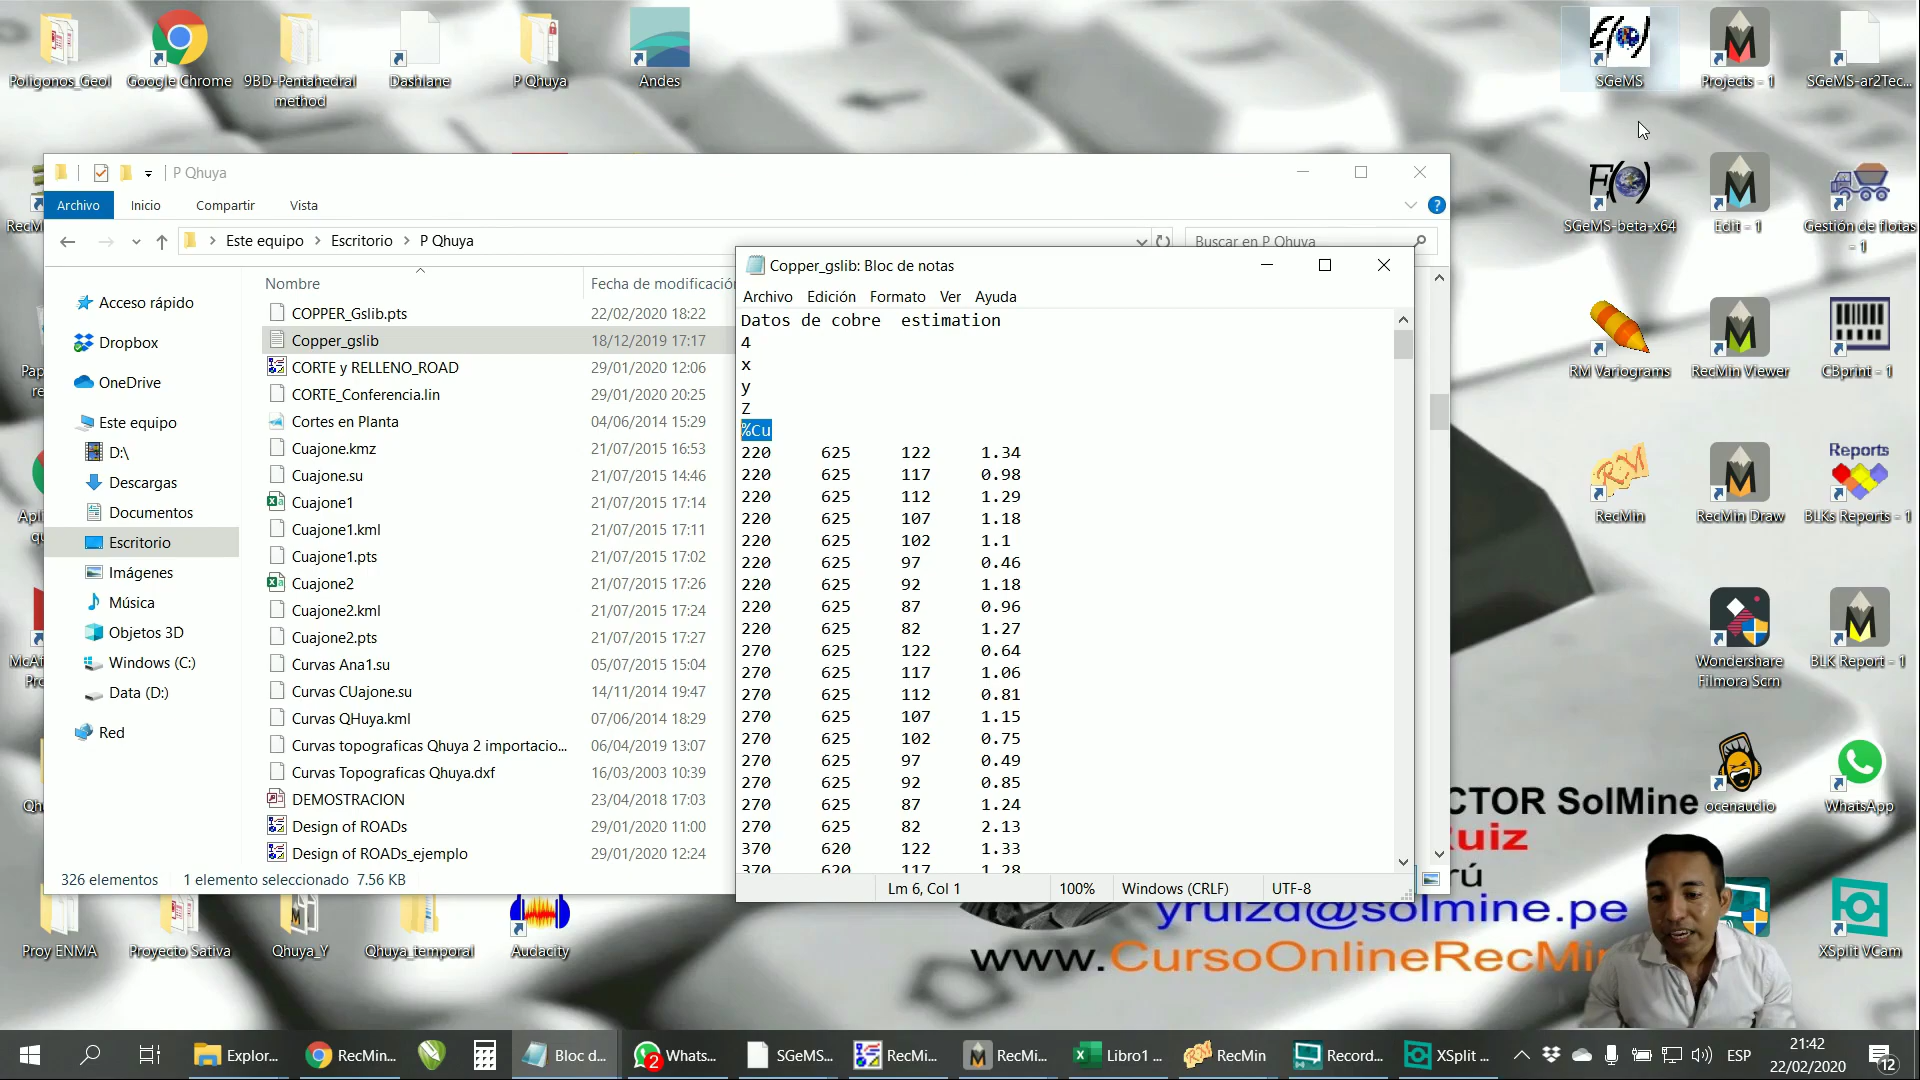 Poligonos_Geol
Google Chrome
9BD-Pentahedral
method
Dashlane
P Qhuya
Andes
SGeMS
Projects - 1
SGeMS-ar2Tec...
SGeMS-beta-x64
Edit - 1
Gestión de flotas
- 1
RM Variograms
RecMin Viewer
CBprint - 1
RecMin
RecMin Draw
Reports
BLKs Reports - 1
Wondershare
Filmora Scrn
BLK Report - 1
ocenaudio
WhatsApp
XSplit VCam
P Qhuya
Archivo
Inicio
Compartir
Vista
Este equipo
Escritorio
P Qhuya
Buscar en P Qhuya
Acceso rápido
Dropbox
OneDrive
Este equipo
D:\
Descargas
Documentos
Escritorio
Imágenes
Música
Objetos 3D
Windows (C:)
Data (D:)
Red
Nombre
Fecha de modificación
COPPER_Gslib.pts 22/02/2020 18:22
Copper_gslib 18/12/2019 17:17
CORTE y RELLENO_ROAD 29/01/2020 12:06
CORTE_Conferencia.lin 29/01/2020 20:25
Cortes en Planta 04/06/2014 15:29
Cuajone.kmz 21/07/2015 16:53
Cuajone.su 21/07/2015 14:46
Cuajone1 21/07/2015 17:14
Cuajone1.kml 21/07/2015 17:11
Cuajone1.pts 21/07/2015 17:02
Cuajone2 21/07/2015 17:26
Cuajone2.kml 21/07/2015 17:24
Cuajone2.pts 21/07/2015 17:27
Curvas Ana1.su 05/07/2015 15:04
Curvas CUajone.su 14/11/2014 19:47
Curvas QHuya.kml 07/06/2014 18:29
Curvas topograficas Qhuya 2 importacio... 06/04/2019 13:07
Curvas Topograficas Qhuya.dxf 16/03/2003 10:39
DEMOSTRACION 23/04/2018 17:03
Design of ROADs 29/01/2020 11:00
Design of ROADs_ejemplo 29/01/2020 12:24
326 elementos 1 elemento seleccionado 7.56 KB
Copper_gslib: Bloc de notas
Archivo Edición Formato Ver Ayuda
Datos de cobre estimation
4
x
y
Z
%Cu
220 625 122 1.34
220 625 117 0.98
220 625 112 1.29
220 625 107 1.18
220 625 102 1.1
220 625 97 0.46
220 625 92 1.18
220 625 87 0.96
220 625 82 1.27
270 625 122 0.64
270 625 117 1.06
270 625 112 0.81
270 625 107 1.15
270 625 102 0.75
270 625 97 0.49
270 625 92 0.85
270 625 87 1.24
270 625 82 2.13
370 620 122 1.33
370 620 117 1.28
Lm 6, Col 1 100% Windows (CRLF) UTF-8
CTOR SolMine
Ruiz
rú
yruizd@solmine.pe
www.CursoOnlineRecMi
Proy ENMA
Proyecto Sativa
Qhuya_Y
Qhuya_temporal
Audacity
Explor...
RecMin...
Bloc d...
2
Whats...
SGeMS...
RecMi...
RecMi...
Libro1 ...
RecMin
Record...
XSplit ...
ESP
21:42
22/02/2020
12